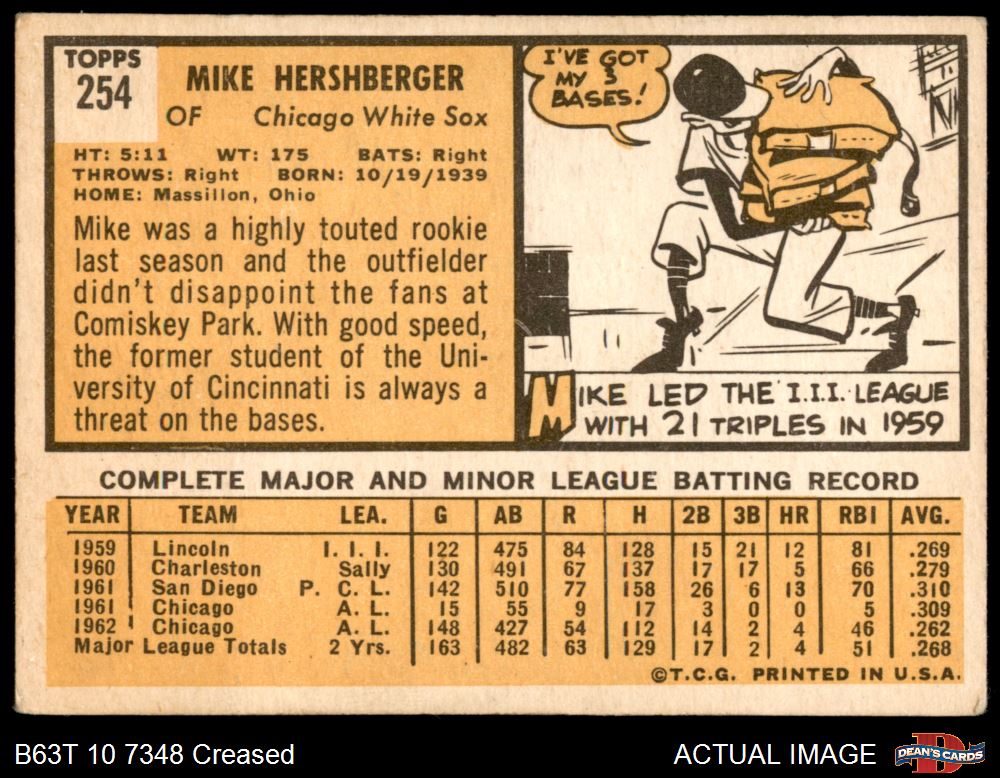 TOPPS
254
MIKE HERSHBERGER
OF Chicago White Sox
HT: 5:11 WT: 175 BATS: Right
THROWS: Right BORN: 10/19/1939
HOME: Massillon, Ohio
Mike was a highly touted rookie
last season and the outfielder
didn't disappoint the fans at
Comiskey Park. With good speed,
the former student of the Uni-
versity of Cincinnati is always a
threat on the bases.
I'VE GOT
MY 3
BASES!
MIKE LED THE I.I.I. LEAGUE
WITH 21 TRIPLES IN 1959
COMPLETE MAJOR AND MINOR LEAGUE BATTING RECORD
YEAR TEAM LEA. G AB R H 2B 3B HR RBI AVG.
1959 Lincoln I. I. I. 122 475 84 128 15 21 12 81 .269
1960 Charleston Sally 130 491 67 137 17 17 5 66 .279
1961 San Diego P. C. L. 142 510 77 158 26 6 13 70 .310
1961 Chicago A. L. 15 55 9 17 3 0 0 5 .309
1962 Chicago A. L. 148 427 54 112 14 2 4 46 .262
Major League Totals 2 Yrs. 163 482 63 129 17 2 4 51 .268
©T.C.G. PRINTED IN U.S.A.
B63T 10 7348 Creased
ACTUAL IMAGE
DEAN'S CARDS